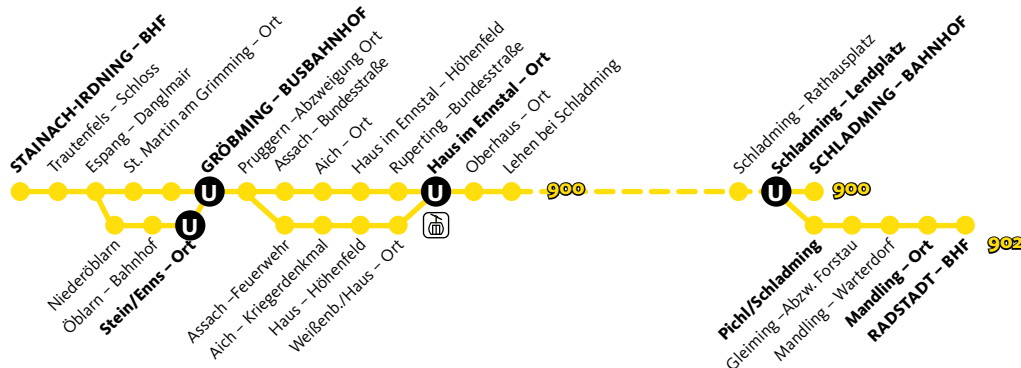 STAINACH-IRDNING – BHF
Trautenfels – Schloss
Espang – Danglmair
St. Martin am Grimming – Ort
GRÖBMING – BUSBAHNHOF
Pruggern –Abzweigung Ort
Assach – Bundesstraße
Aich – Ort
Haus im Ennstal – Höhenfeld
Ruperting –Bundesstraße
Haus im Ennstal – Ort
Oberhaus – Ort
Lehen bei Schladming
Schladming – Rathausplatz
Schladming – Lendplatz
SCHLADMING – BAHNHOF
U
U
900
U
900
U
902
Niederöblarn
Öblarn – Bahnhof
Stein/Enns – Ort
Assach –Feuerwehr
Aich – Kriegerdenkmal
Haus – Höhenfeld
Weißenb./Haus – Ort
Pichl/Schladming
Gleiming –Abzw. Forstau
Mandling – Warterdorf
Mandling – Ort
RADSTADT – BHF